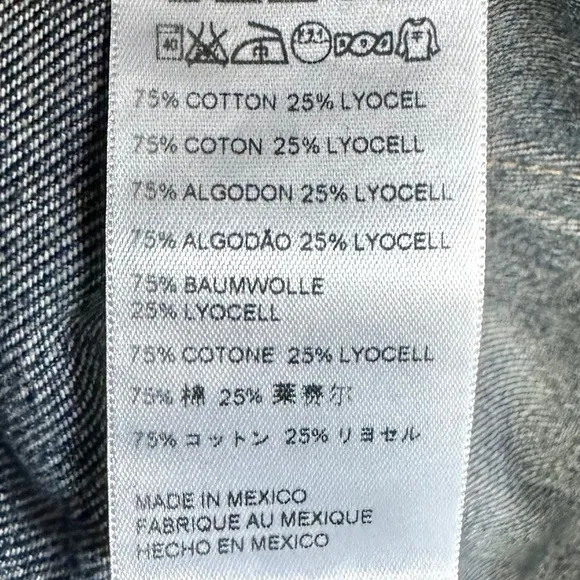 40
75% COTTON 25% LYOCEL
75% COTON 25% LYOCELL
75% ALGODON 25% LYOCELL
75% ALGODÃO 25% LYOCELL
75% BAUMWOLLE
25% LYOCELL
75% COTONE 25% LYOCELL
75% 棉 25% 莱赛尔
75% コットン 25% リヨセル
MADE IN MEXICO
FABRIQUE AU MEXIQUE
HECHO EN MEXICO